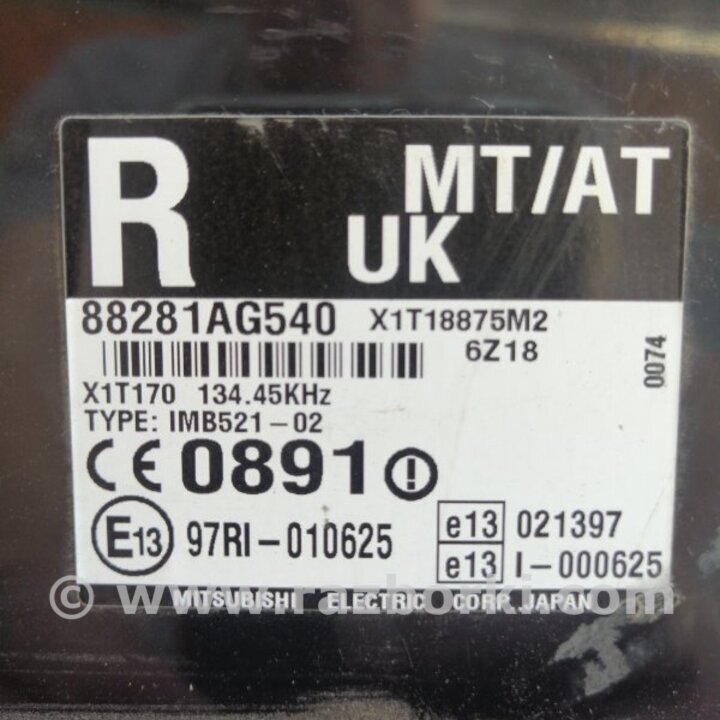 R MT/AT
UK
88281AG540 X1T18875M2
6Z18
0074
X1T170 134.45KHz
TYPE: IMB521-02
CE 0891
E13 97RI-010625
e13 021397
e13 I-000625
MITSUBISHI ELECTRIC CORP. JAPAN
© www.razborki.com